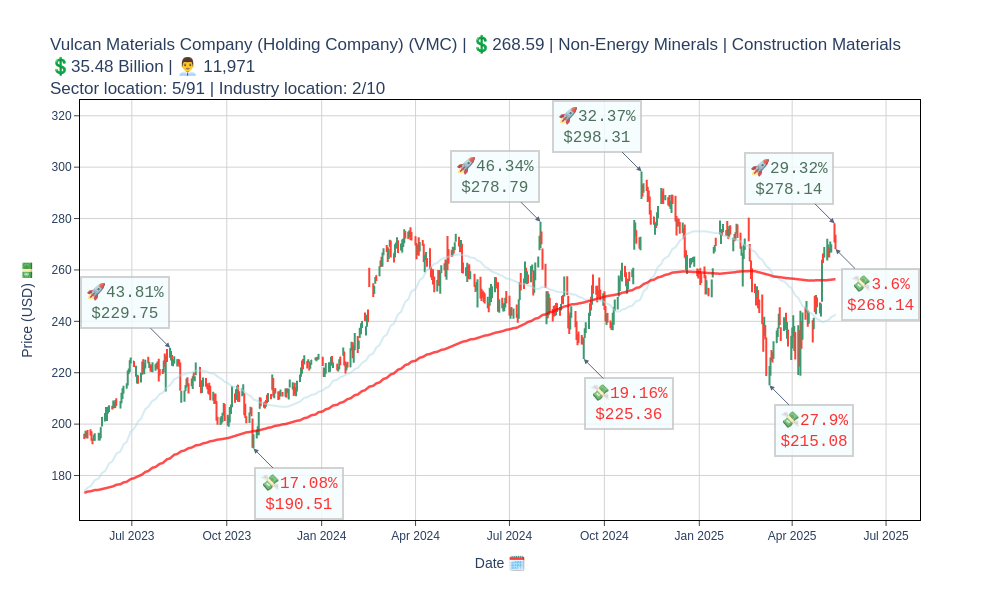 Vulcan Materials Company (Holding Company) (VMC) | 💲268.59 | Non-Energy Minerals | Construction Materials
💲35.48 Billion | 👨‍💼 11,971
Sector location: 5/91 | Industry location: 2/10
320
300
280
260
240
220
200
180
Price (USD) 💵
🚀43.81%
$229.75
💸17.08%
$190.51
🚀46.34%
$278.79
💸19.16%
$225.36
🚀32.37%
$298.31
💸27.9%
$215.08
🚀29.32%
$278.14
💸3.6%
$268.14
Jul 2023
Oct 2023
Jan 2024
Apr 2024
Jul 2024
Oct 2024
Jan 2025
Apr 2025
Jul 2025
Date 🗓️